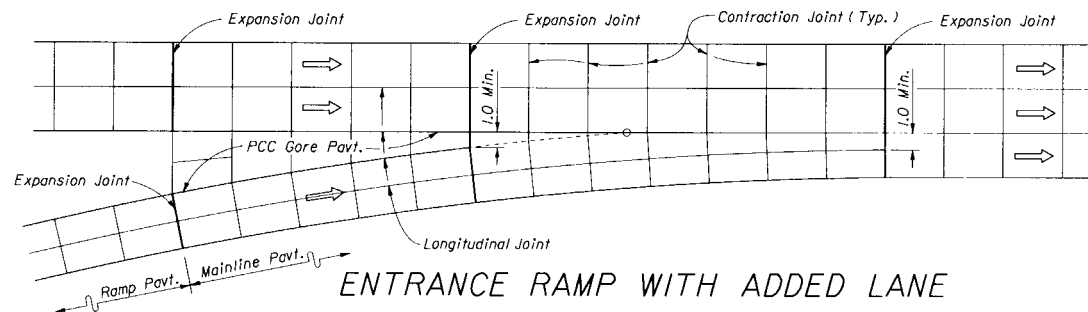 Expansion Joint
Expansion Joint
Contraction Joint (Typ.)
Expansion Joint
1.0 Min.
1.0 Min.
PCC Gore Pavt.
Expansion Joint
Longitudinal Joint
Ramp Pavt.
Mainline Pavt.
ENTRANCE RAMP WITH ADDED LANE